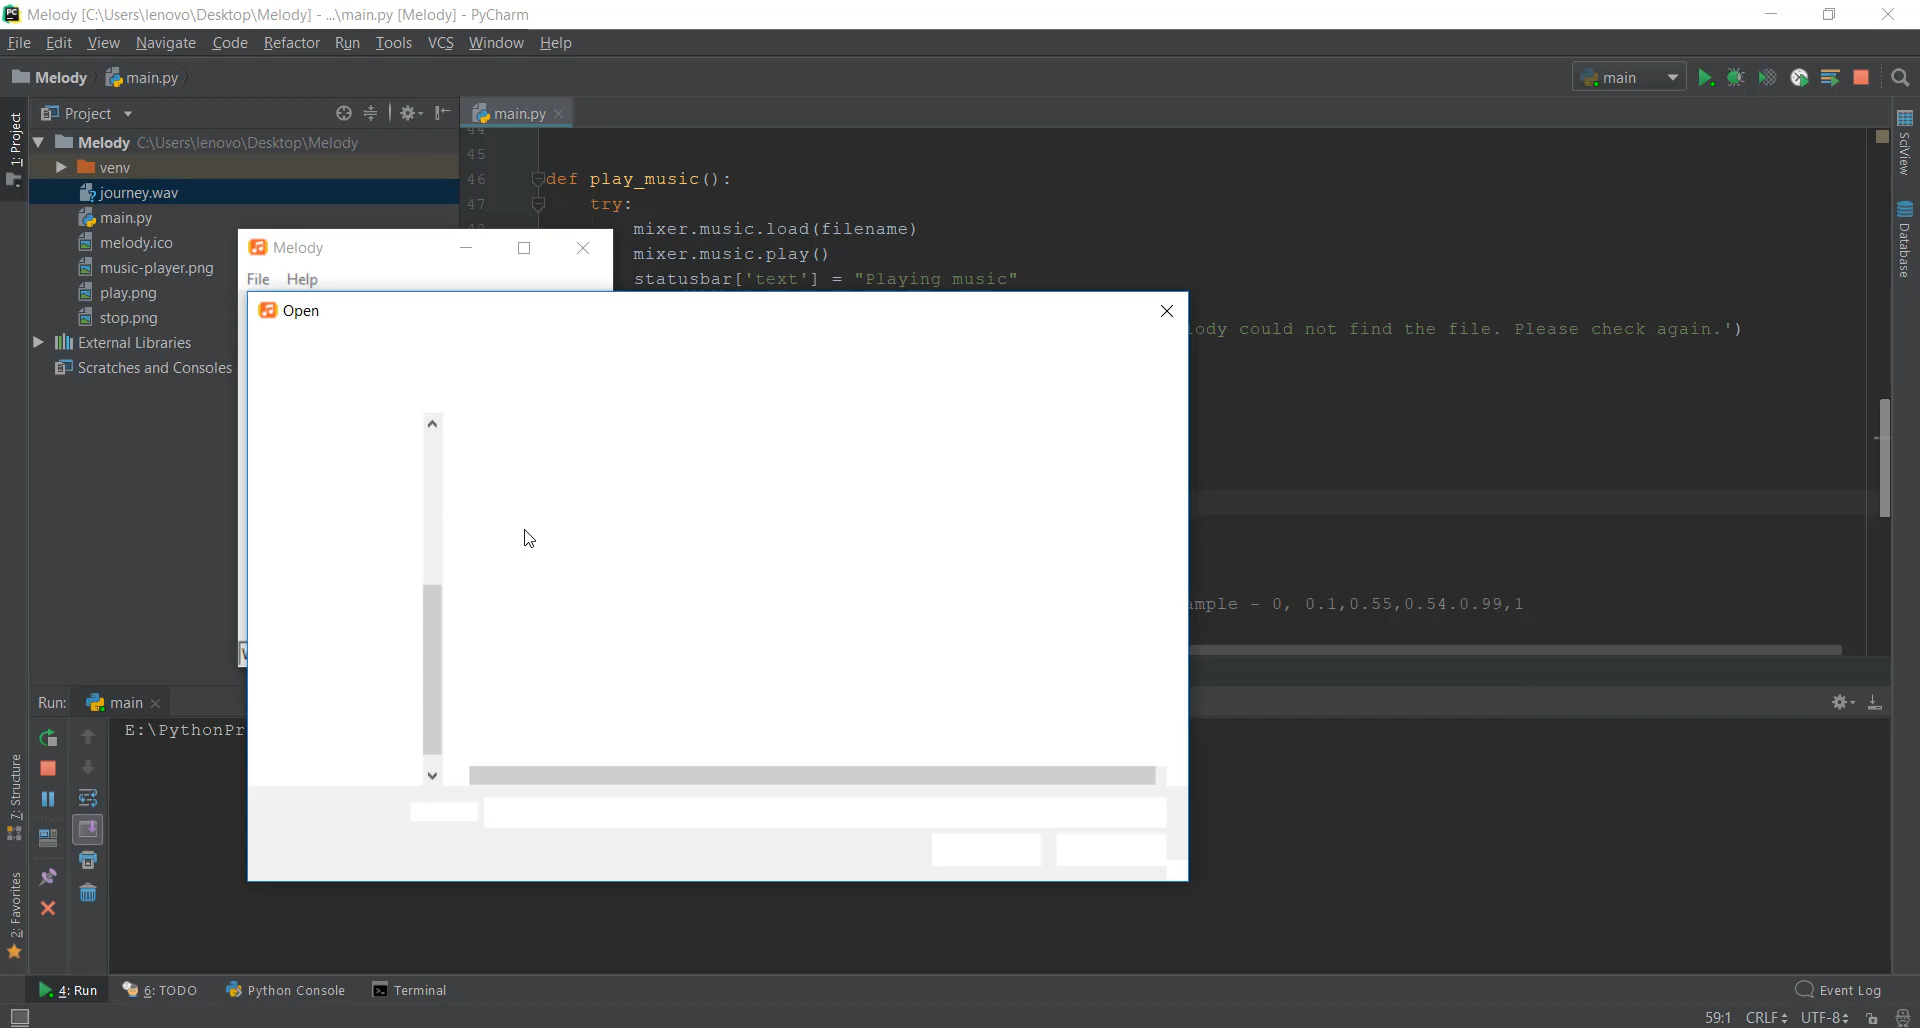 Melody [C:\Users\lenovo\Desktop\Melody] - ...\main.py [Melody] - PyCharm
File Edit View Navigate Code Refactor Run Tools VCS Window Help
Melody main.py
main
1: Project
Project
main.py
Melody C:\Users\lenovo\Desktop\Melody
venv
journey.wav
main.py
melody.ico
music-player.png
play.png
stop.png
External Libraries
Scratches and Consoles
44
45
46 def play_music():
47 try:
mixer.music.load(filename)
mixer.music.play()
statusbar['text'] = "Playing music"
lody could not find the file. Please check again.')
ample - 0, 0.1,0.55,0.54.0.99,1
Melody
File Help
Open
SciView
Database
Run: main
E:\PythonPr
7: Structure
2: Favorites
4: Run 6: TODO Python Console Terminal
Event Log
59:1 CRLF UTF-8